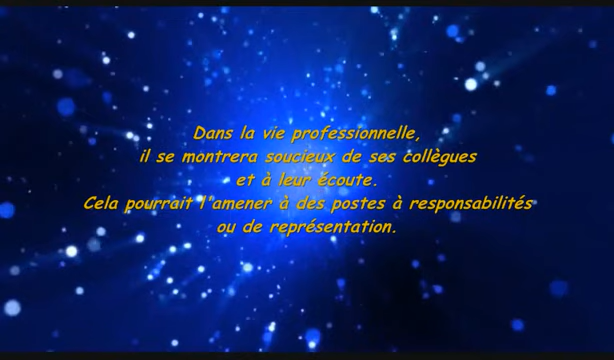 Dans la vie professionnelle,
il se montrera soucieux de ses collègues
et à leur écoute.
Cela pourrait l'amener à des postes à responsabilités
ou de représentation.